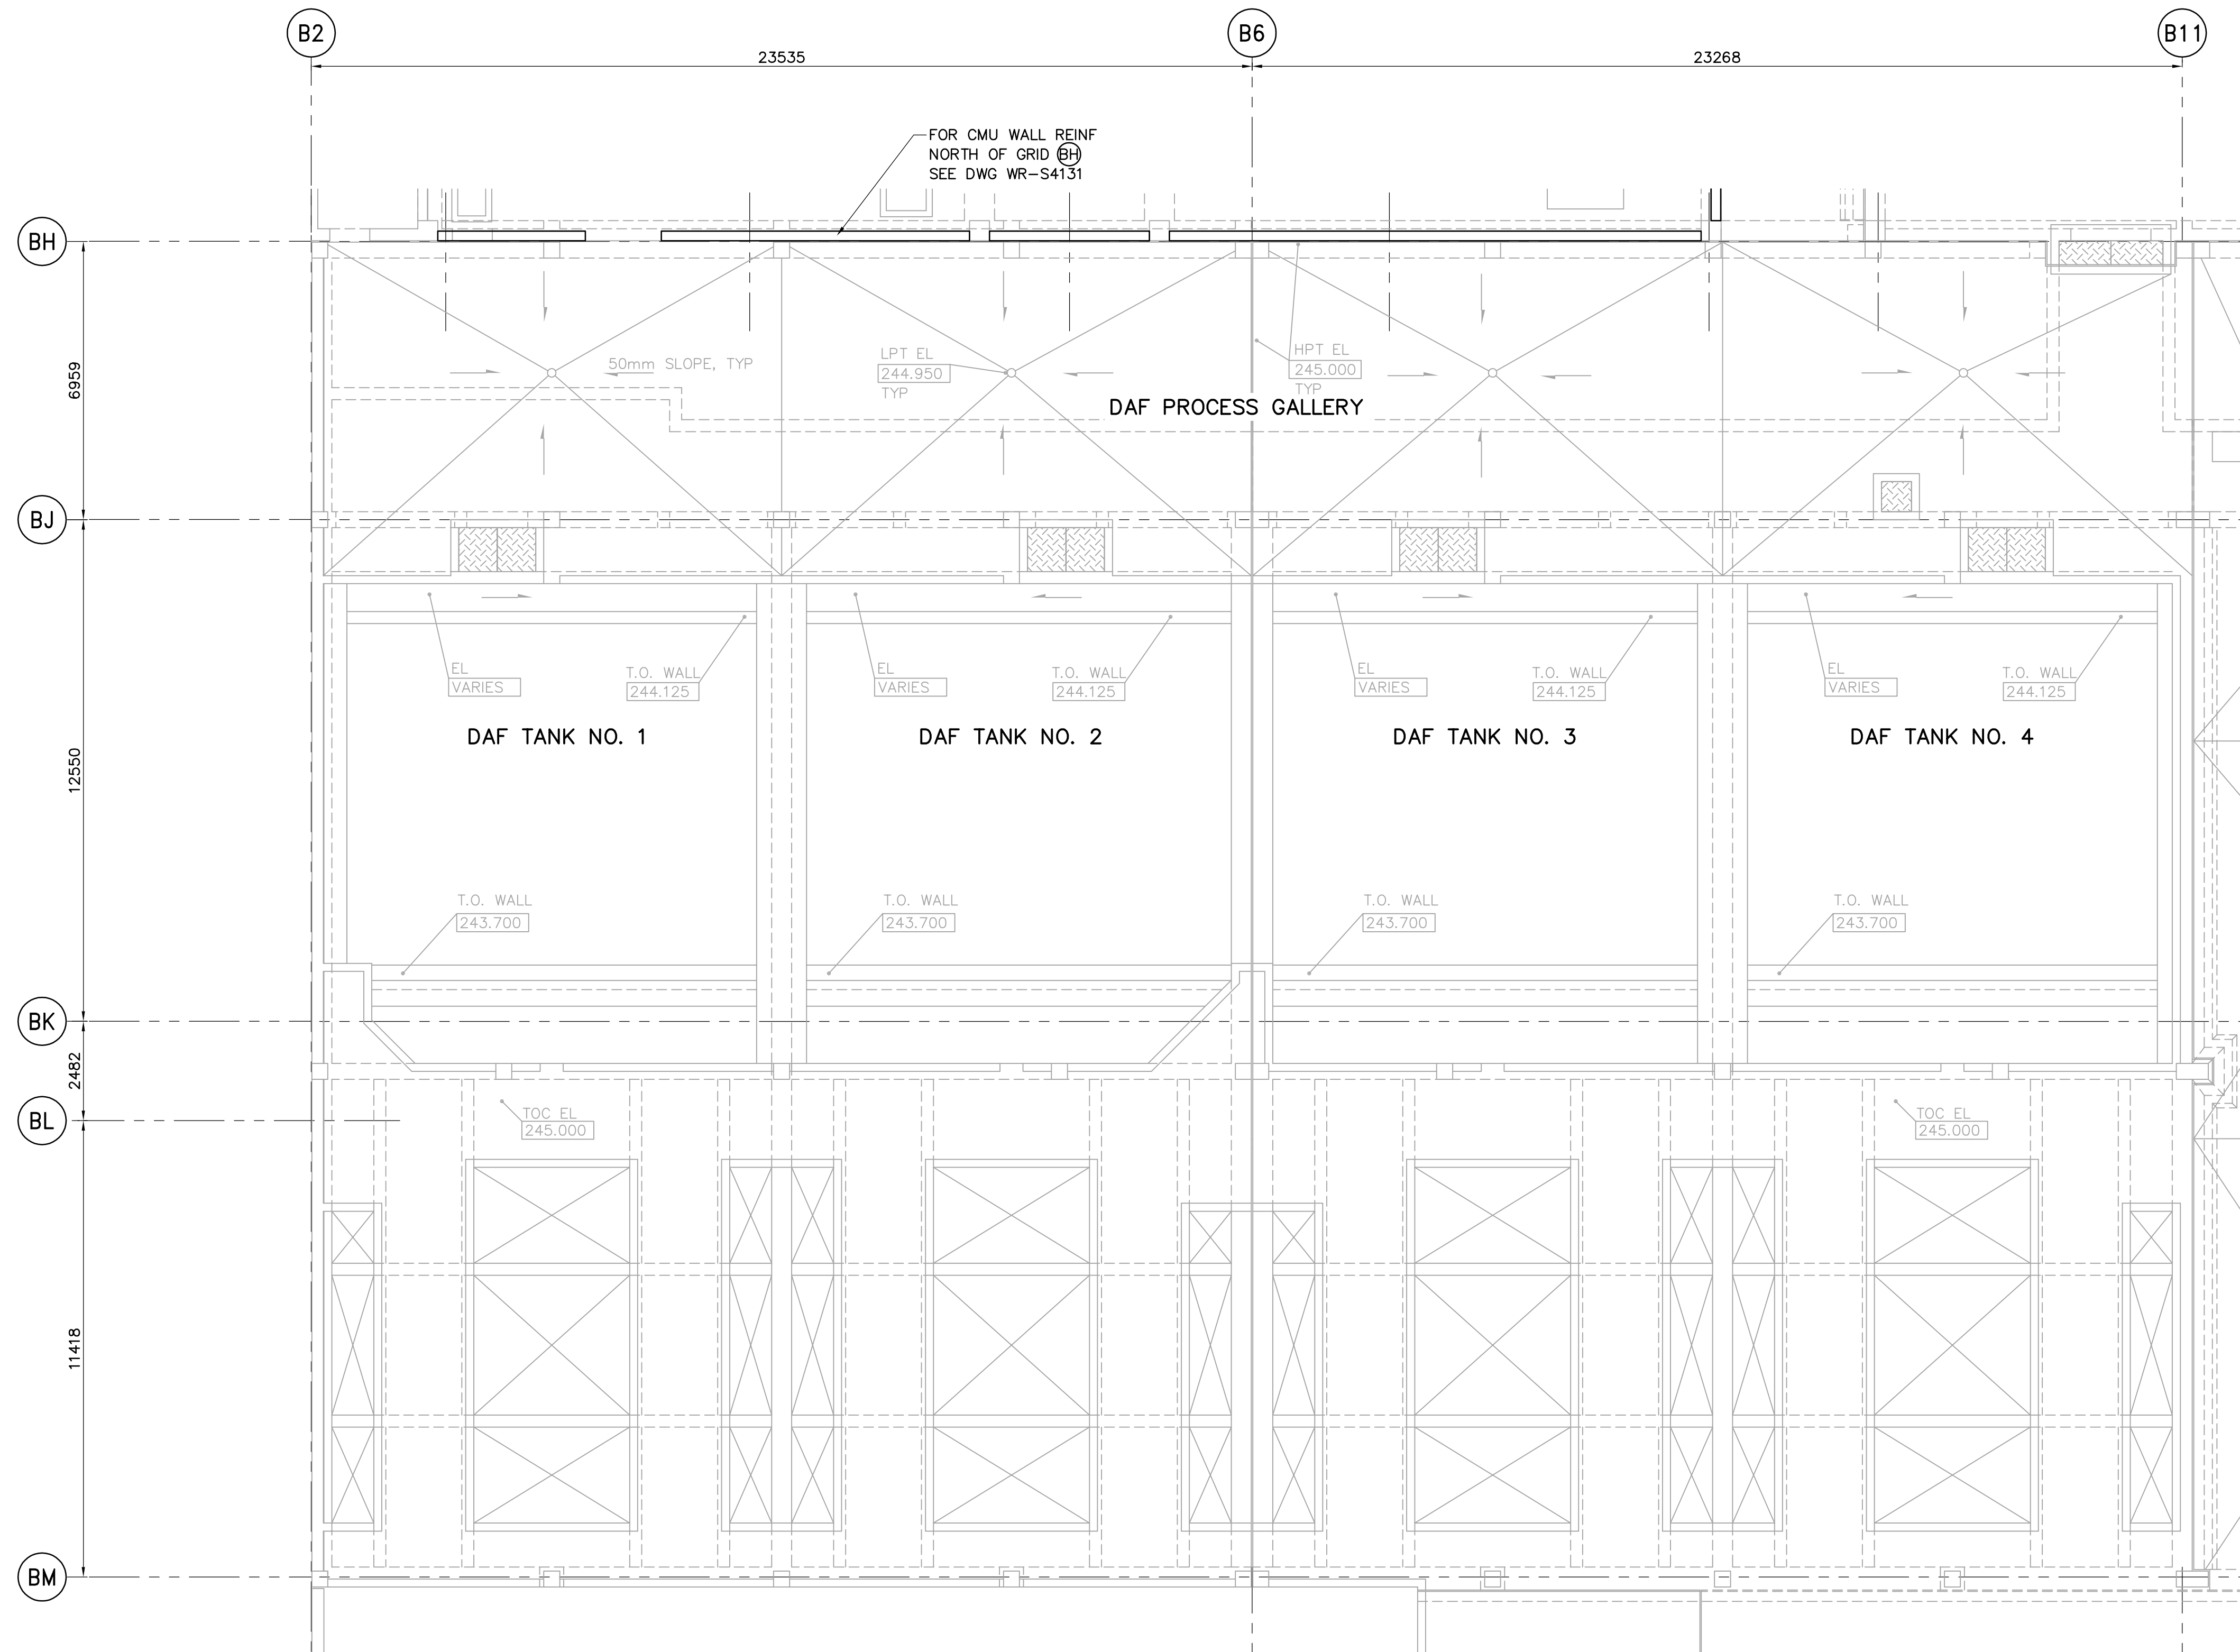 B2
B6
B11
23535
23268
FOR CMU WALL REINF
NORTH OF GRID BH
SEE DWG WR-S4131
BH
6959
50mm SLOPE, TYP
LPT EL
244.950
TYP
HPT EL
245.000
TYP
DAF PROCESS GALLERY
BJ
EL
VARIES
T.O. WALL
244.125
EL
VARIES
T.O. WALL
244.125
EL
VARIES
T.O. WALL
244.125
EL
VARIES
T.O. WALL
244.125
DAF TANK NO. 1
DAF TANK NO. 2
DAF TANK NO. 3
DAF TANK NO. 4
12550
T.O. WALL
243.700
T.O. WALL
243.700
T.O. WALL
243.700
T.O. WALL
243.700
BK
2482
BL
TOC EL
245.000
TOC EL
245.000
11418
BM